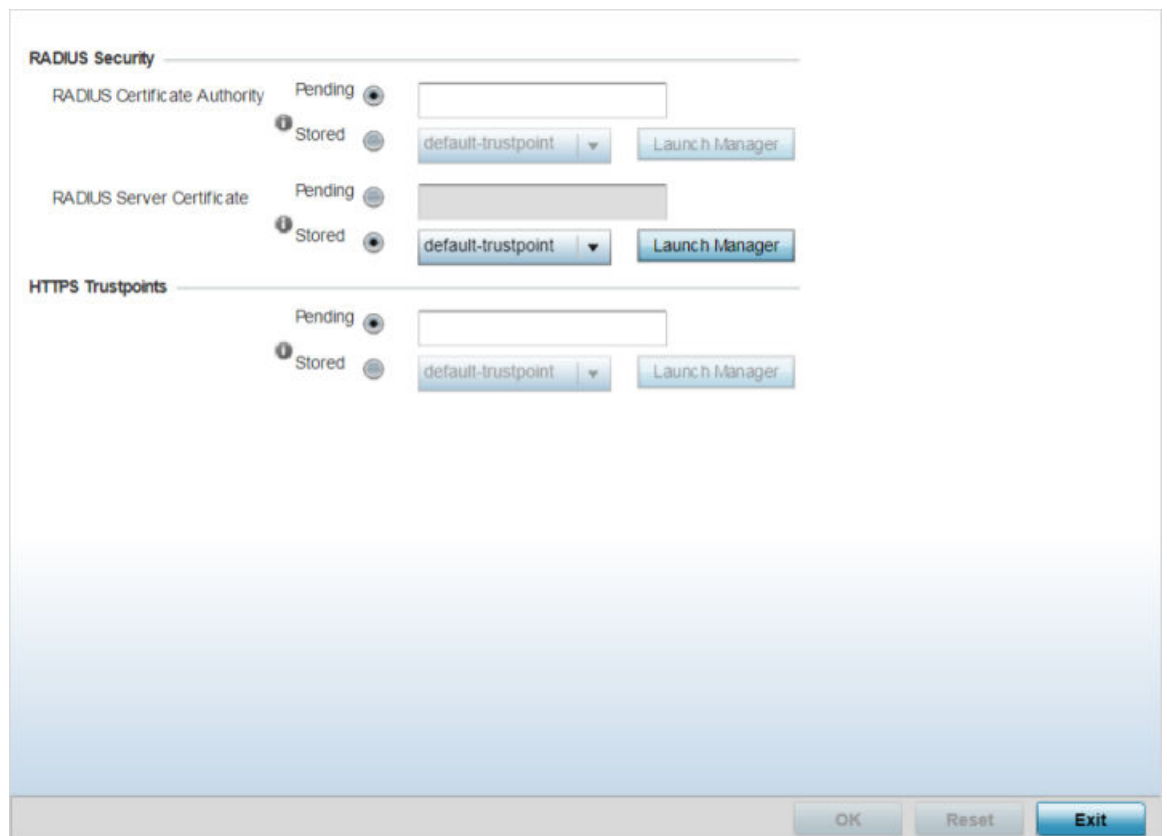 RADIUS Security
RADIUS Certificate Authority
Pending
Stored
default-trustpoint
Launch Manager
RADIUS Server Certificate
Pending
Stored
default-trustpoint
Launch Manager
HTTPS Trustpoints
Pending
Stored
default-trustpoint
Launch Manager
OK
Reset
Exit